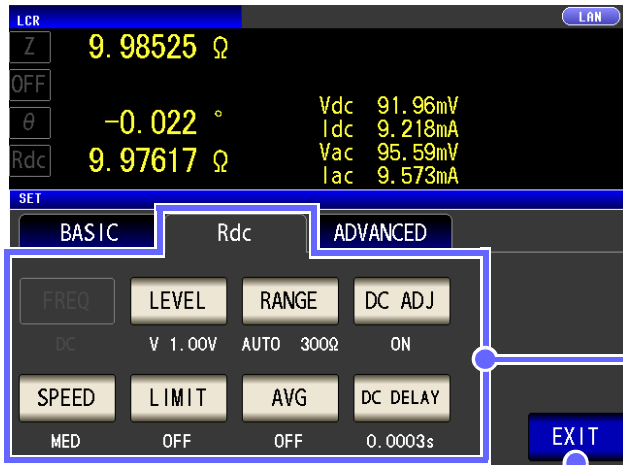 LCR LAN
Z 9.98525 Ω
OFF
Vdc 91.96mV
θ -0.022 ° Idc 9.218mA
Vac 95.59mV
Rdc 9.97617 Ω Iac 9.573mA
SET
BASIC Rdc ADVANCED
FREQ LEVEL RANGE DC ADJ
DC V 1.00V AUTO 300Ω ON
SPEED LIMIT AVG DC DELAY
MED OFF OFF 0.0003s
EXIT